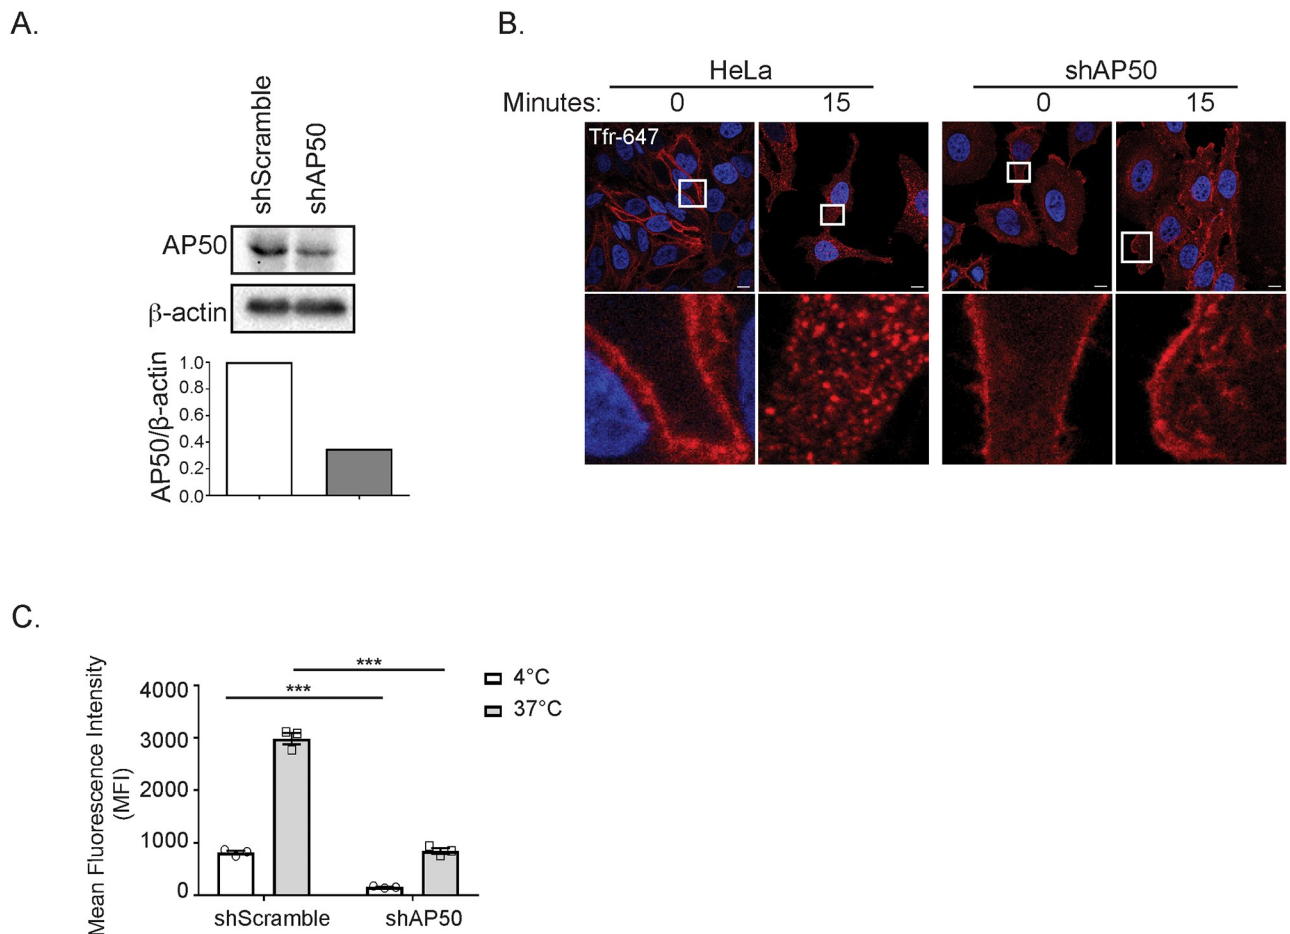 A.
shScramble
shAP50
AP50
β-actin
AP50/β-actin
1.0
0.8
0.6
0.4
0.2
0.0
B.
HeLa
shAP50
Minutes:
0
15
0
15
Tfr-647
C.
Mean Fluorescence Intensity
(MFI)
4000
3000
2000
1000
0
***
***
4°C
37°C
shScramble
shAP50